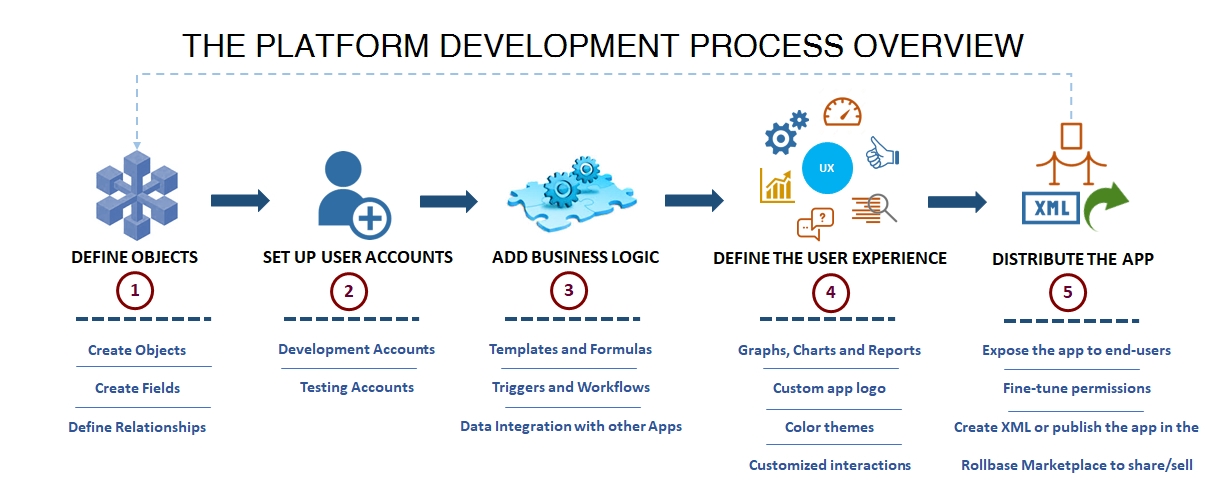 THE PLATFORM DEVELOPMENT PROCESS OVERVIEW
UX
XML
DEFINE OBJECTS
1
Create Objects
Create Fields
Define Relationships
SET UP USER ACCOUNTS
2
Development Accounts
Testing Accounts
ADD BUSINESS LOGIC
3
Templates and Formulas
Triggers and Workflows
Data Integration with other Apps
DEFINE THE USER EXPERIENCE
4
Graphs, Charts and Reports
Custom app logo
Color themes
Customized interactions
DISTRIBUTE THE APP
5
Expose the app to end-users
Fine-tune permissions
Create XML or publish the app in the
Rollbase Marketplace to share/sell